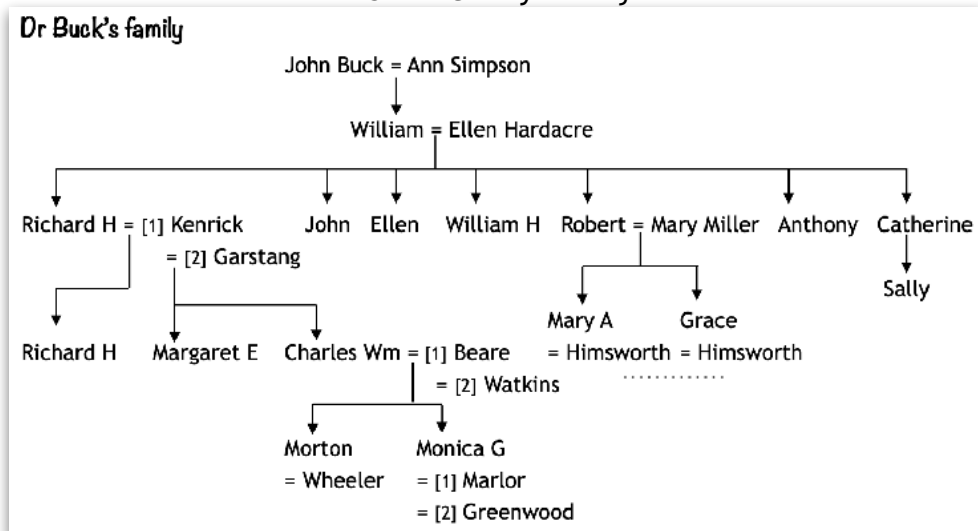 Dr Buck's family
John Buck = Ann Simpson
William = Ellen Hardacre
Richard H = [1] Kenrick John Ellen William H Robert = Mary Miller Anthony Catherine
= [2] Garstang
Sally
Mary A Grace
Richard H Margaret E Charles Wm = [1] Beare = Himsworth = Himsworth
= [2] Watkins
Morton Monica G
= Wheeler = [1] Marlor
= [2] Greenwood